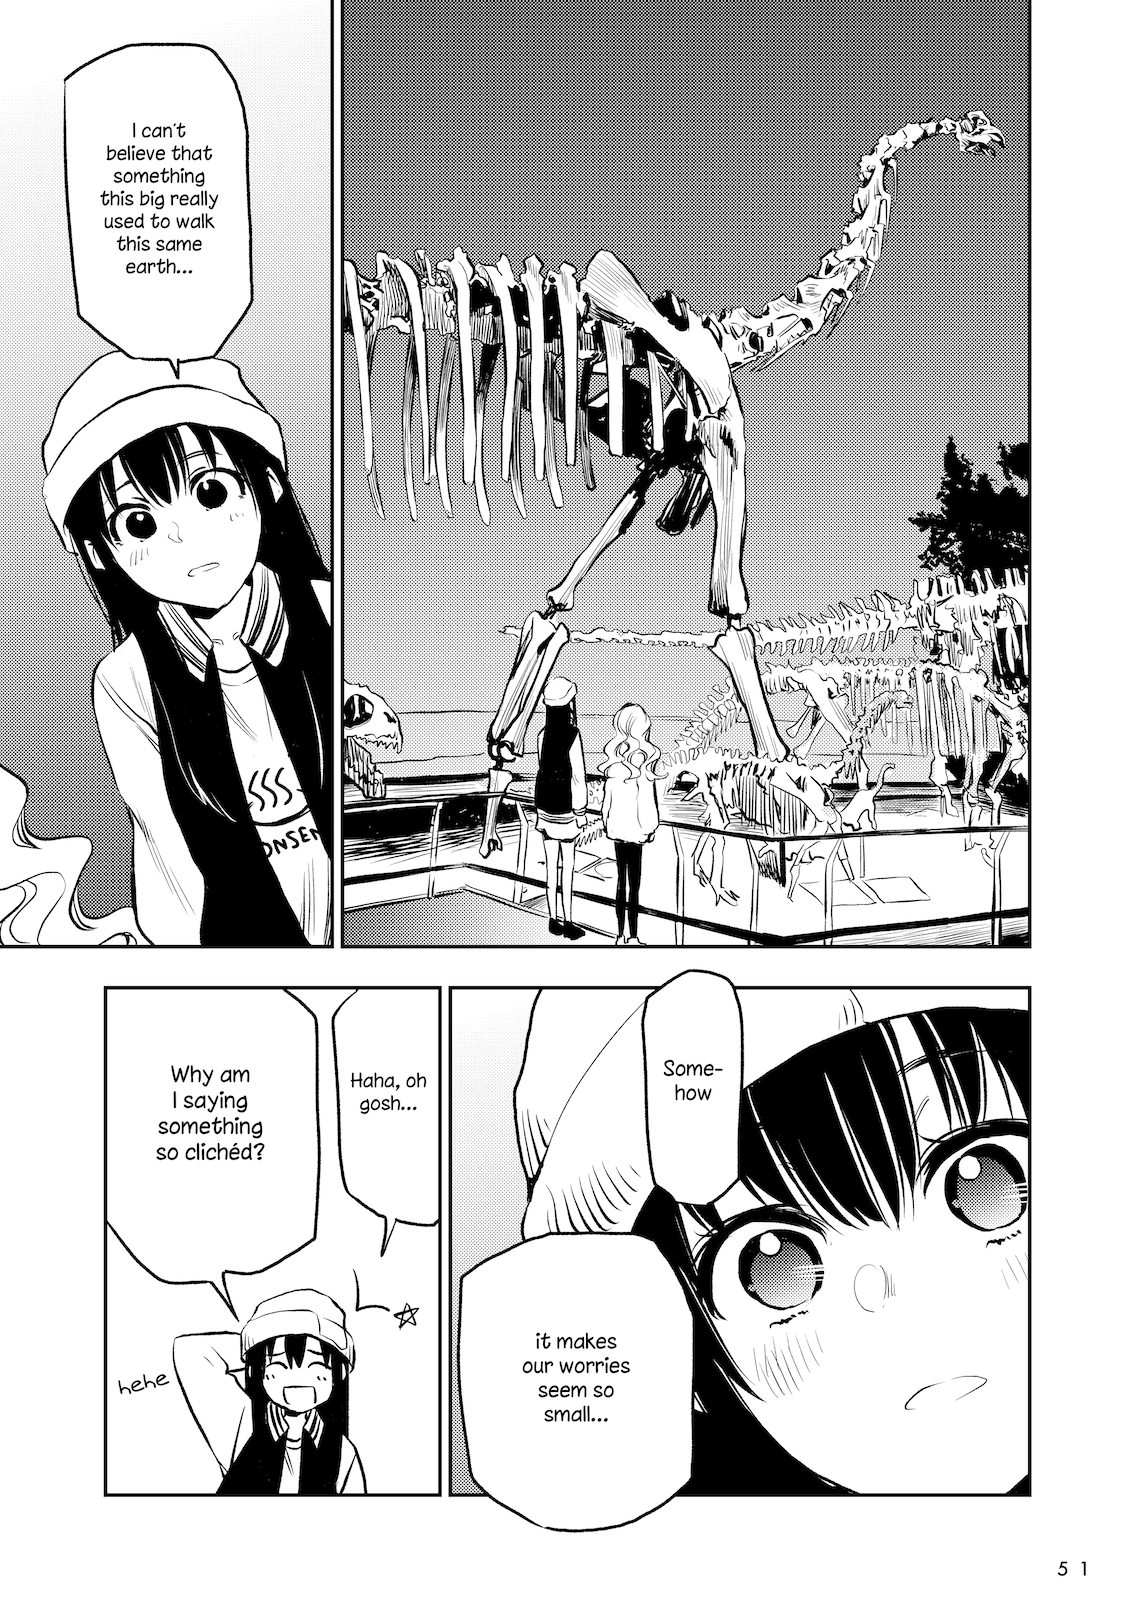 I can't
believe that
something
this big really
used to walk
this same
earth...
ONSEN
Some-
how
it makes
our worries
seem so
small...
Haha, oh
gosh...
Why am
I saying
something
so clichéd?
hehe
51